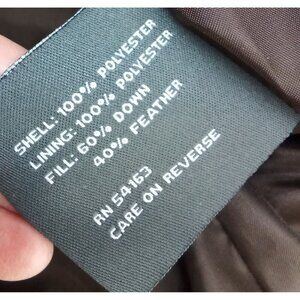 SHELL: 100% POLYESTER
LINING: 100% POLYESTER
FILL: 60% DOWN
40% FEATHER
RN 54163
CARE ON REVERSE